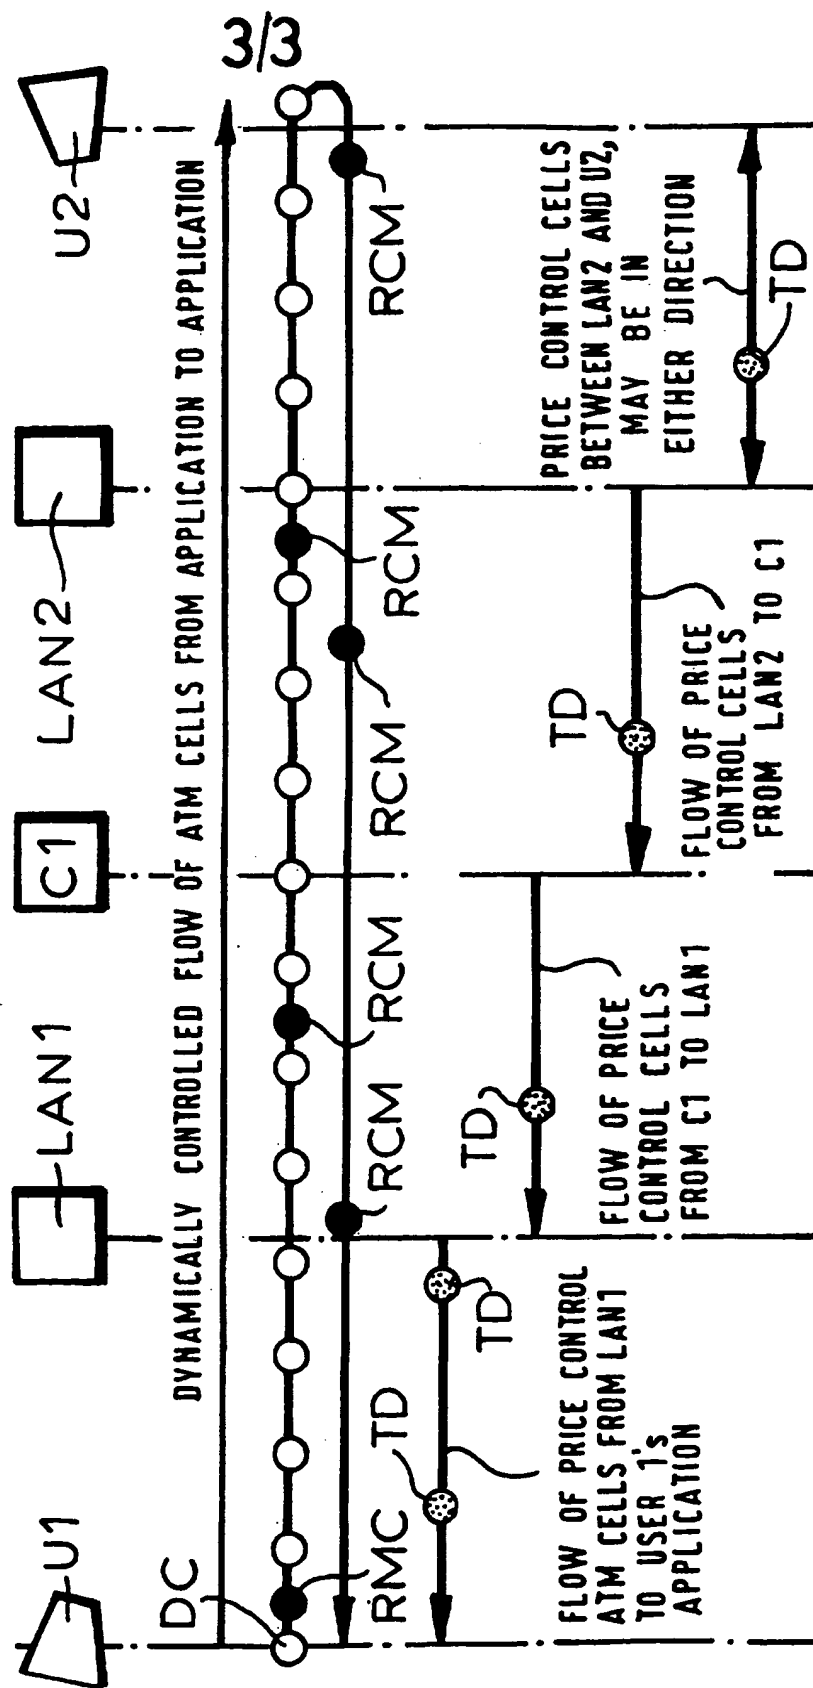 3/3
U1
LAN1
C1
LAN2
U2
DYNAMICALLY CONTROLLED FLOW OF ATM CELLS FROM APPLICATION TO APPLICATION
DC
RMC
RCM
RCM
RCM
RCM
RCM
TD
TD
FLOW OF PRICE CONTROL
ATM CELLS FROM LAN1
TO USER 1's
APPLICATION
TD
FLOW OF PRICE
CONTROL CELLS
FROM C1 TO LAN1
TD
FLOW OF PRICE
CONTROL CELLS
FROM LAN2 TO C1
PRICE CONTROL CELLS
BETWEEN LAN2 AND U2,
MAY BE IN
EITHER DIRECTION
TD